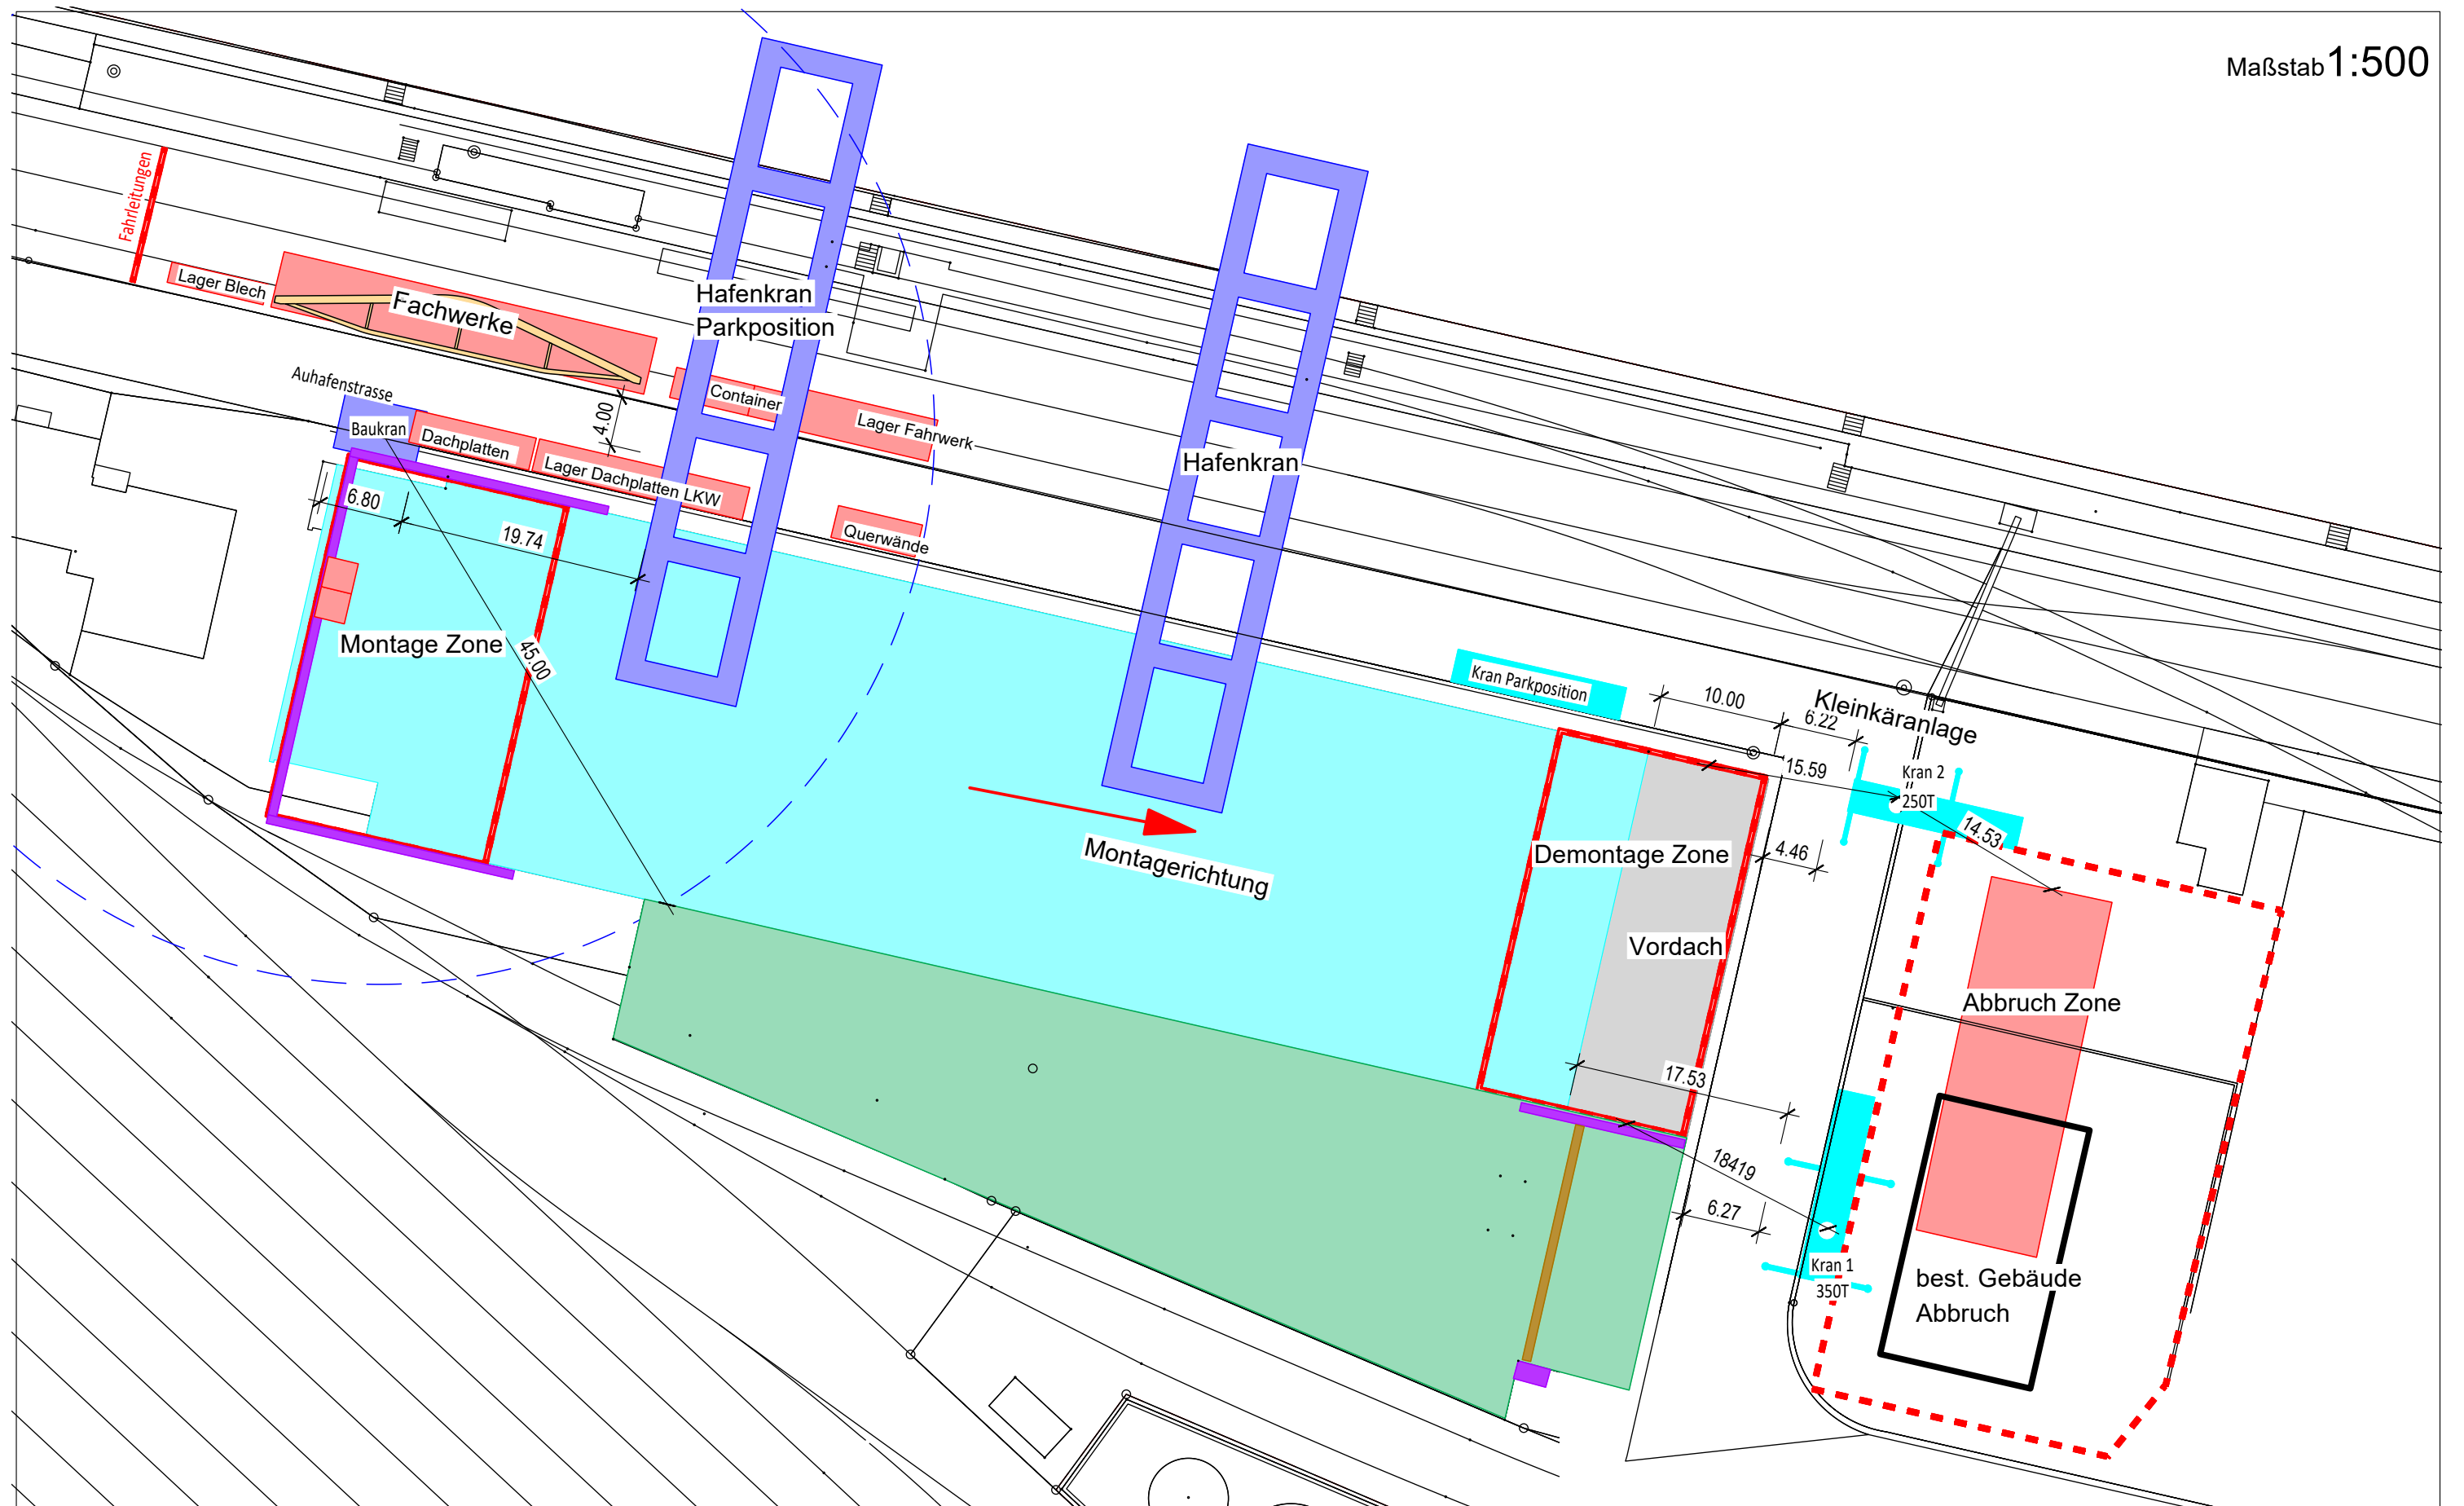 Maßstab 1:500
Fahrleitungen
Lager Blech
Fachwerke
Hafenkran
Parkposition
Auhafenstrasse
Baukran
Dachplatten
Lager Dachplatten LKW
4.00
Container
Lager Fahrwerk
Querwände
Hafenkran
6.80
19.74
45.00
Montage Zone
Kran Parkposition
10.00
6.22
Kleinkäranlage
15.59
Kran 2
250T
14.53
Montagerichtung
Demontage Zone
4.46
Vordach
Abbruch Zone
17.53
18419
6.27
Kran 1
350T
best. Gebäude
Abbruch